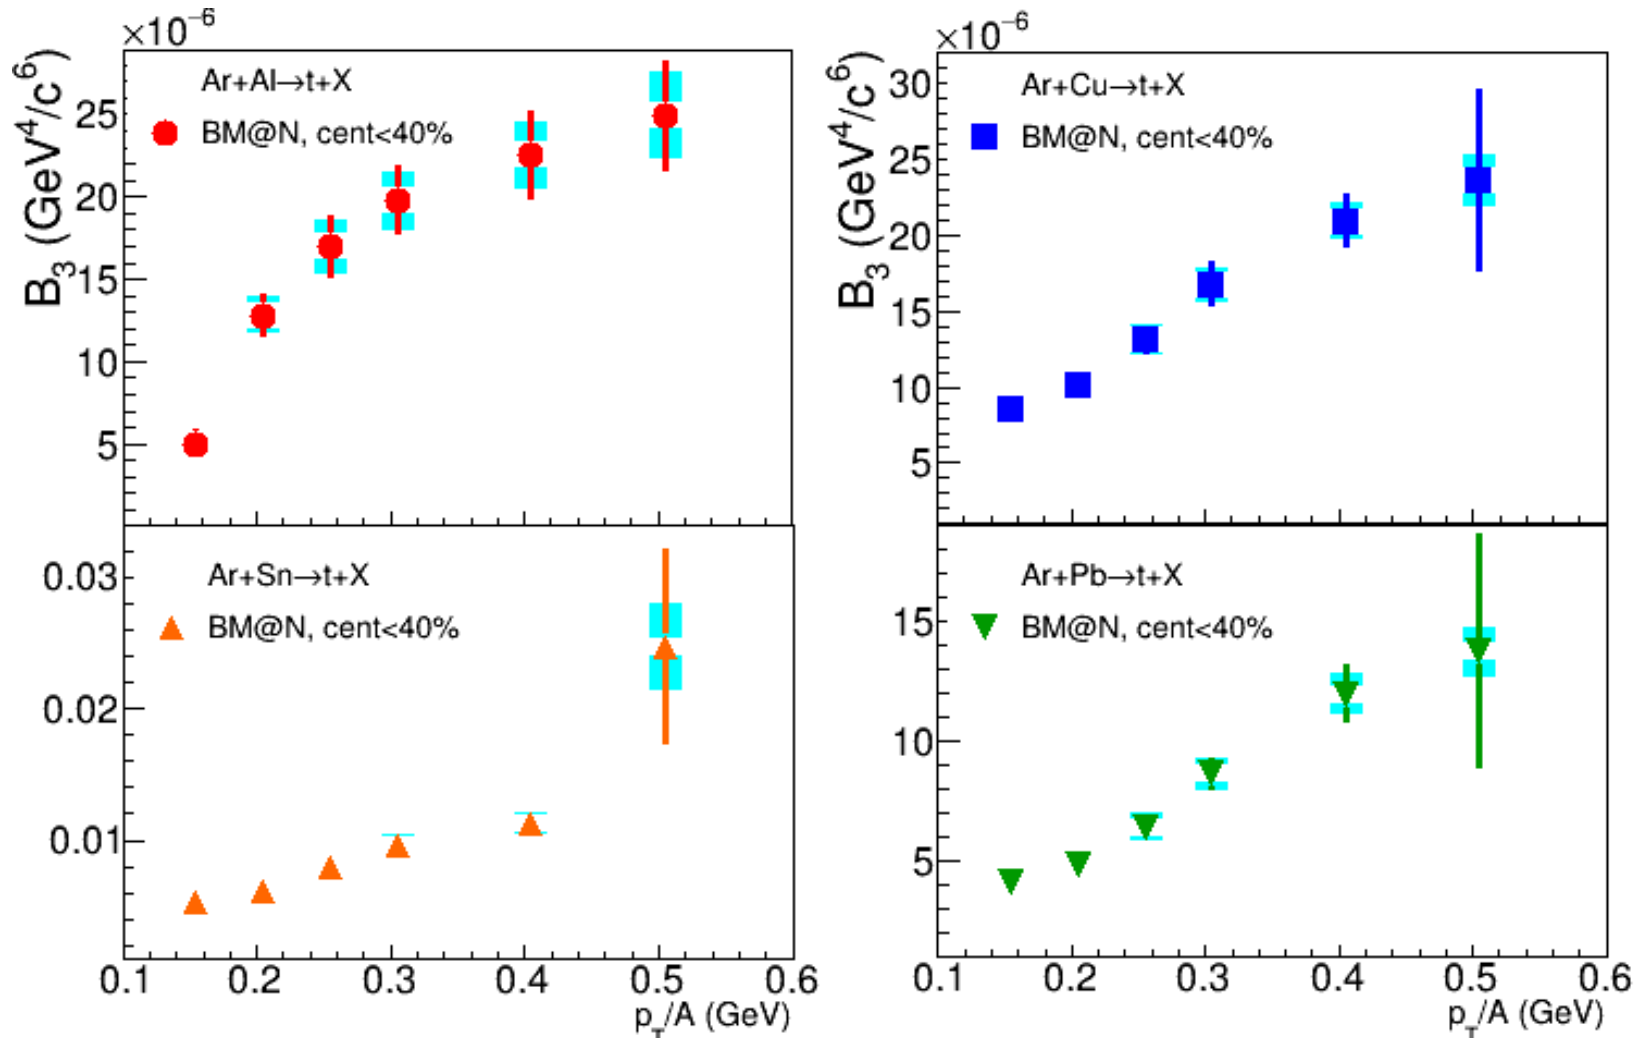 ×10⁻⁶
B₃ (GeV⁴/c⁶)
Ar+Al→t+X
BM@N, cent<40%
25
20
15
10
5
×10⁻⁶
B₃ (GeV⁴/c⁶)
Ar+Cu→t+X
BM@N, cent<40%
30
25
20
15
10
5
Ar+Sn→t+X
BM@N, cent<40%
0.03
0.02
0.01
0.1 0.2 0.3 0.4 0.5 0.6
p_T/A (GeV)
Ar+Pb→t+X
BM@N, cent<40%
15
10
5
0.1 0.2 0.3 0.4 0.5 0.6
p_T/A (GeV)